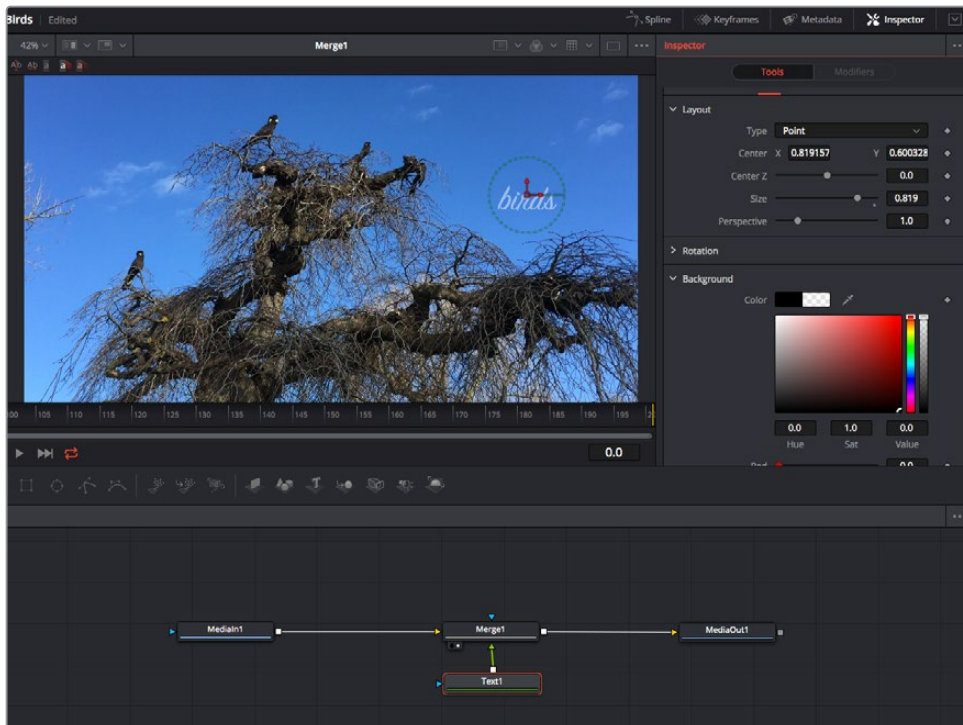 Birds Edited Spline Keyframes Metadata Inspector
42% Merge1 Inspector
Tools Modifiers
Layout
Type Point
Center X 0.819157 Y 0.600328
Center Z 0.0
Size 0.819
Perspective 1.0
birds
Rotation
Background
Color
105 110 115 120 125 130 135 140 145 150 155 160 165 170 175 180 185 190 195
0.0 1.0 0.0
Hue Sat Value
0.0
MediaIn1 Merge1 MediaOut1
Text1